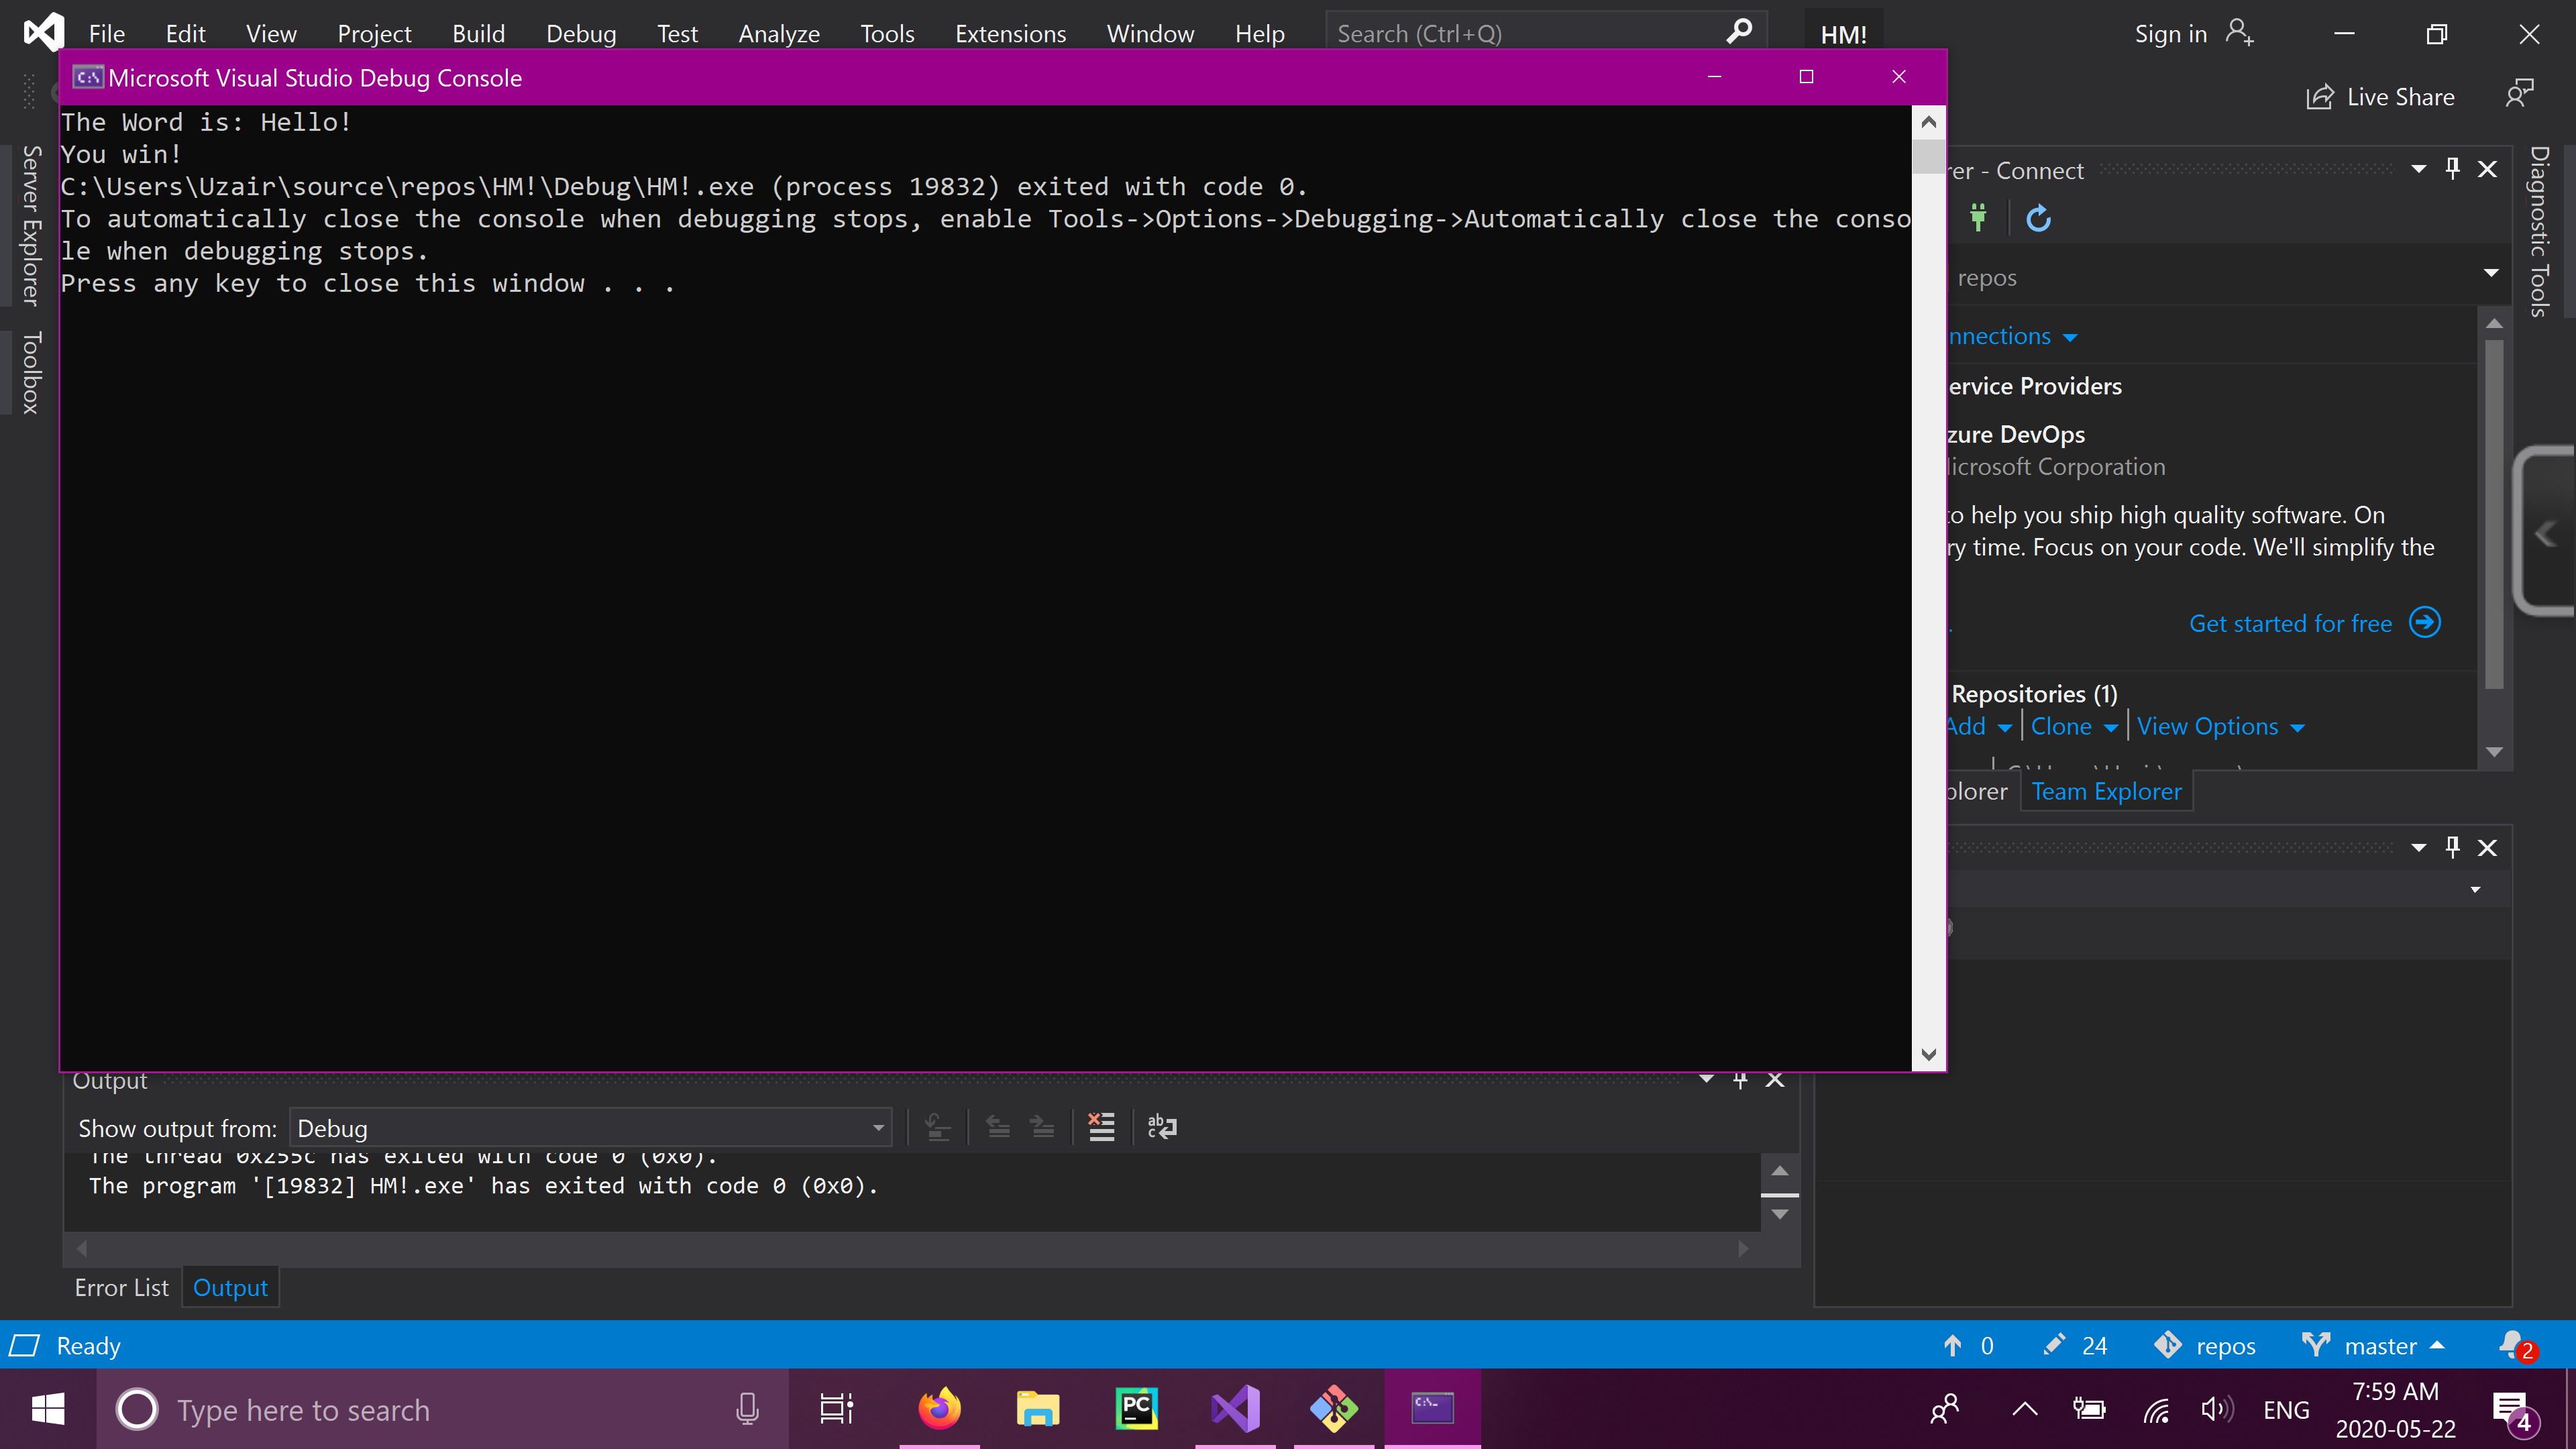 File Edit View Project Build Debug Test Analyze Tools Extensions Window Help Search (Ctrl+Q) HM! Sign in
Microsoft Visual Studio Debug Console
Live Share
The Word is: Hello!
You win!
C:\Users\Uzair\source\repos\HM!\Debug\HM!.exe (process 19832) exited with code 0.
To automatically close the console when debugging stops, enable Tools->Options->Debugging->Automatically close the conso
le when debugging stops.
Press any key to close this window . . .
Server Explorer
Toolbox
rer - Connect
repos
nnections
ervice Providers
zure DevOps
icrosoft Corporation
to help you ship high quality software. On
ry time. Focus on your code. We'll simplify the
Get started for free
Repositories (1)
Add Clone View Options
plorer Team Explorer
Diagnostic Tools
Output
Show output from: Debug
The thread 0x255c has exited with code 0 (0x0).
The program '[19832] HM!.exe' has exited with code 0 (0x0).
Error List Output
Ready 0 24 repos master 2
Type here to search
PC
ENG
7:59 AM
2020-05-22
4